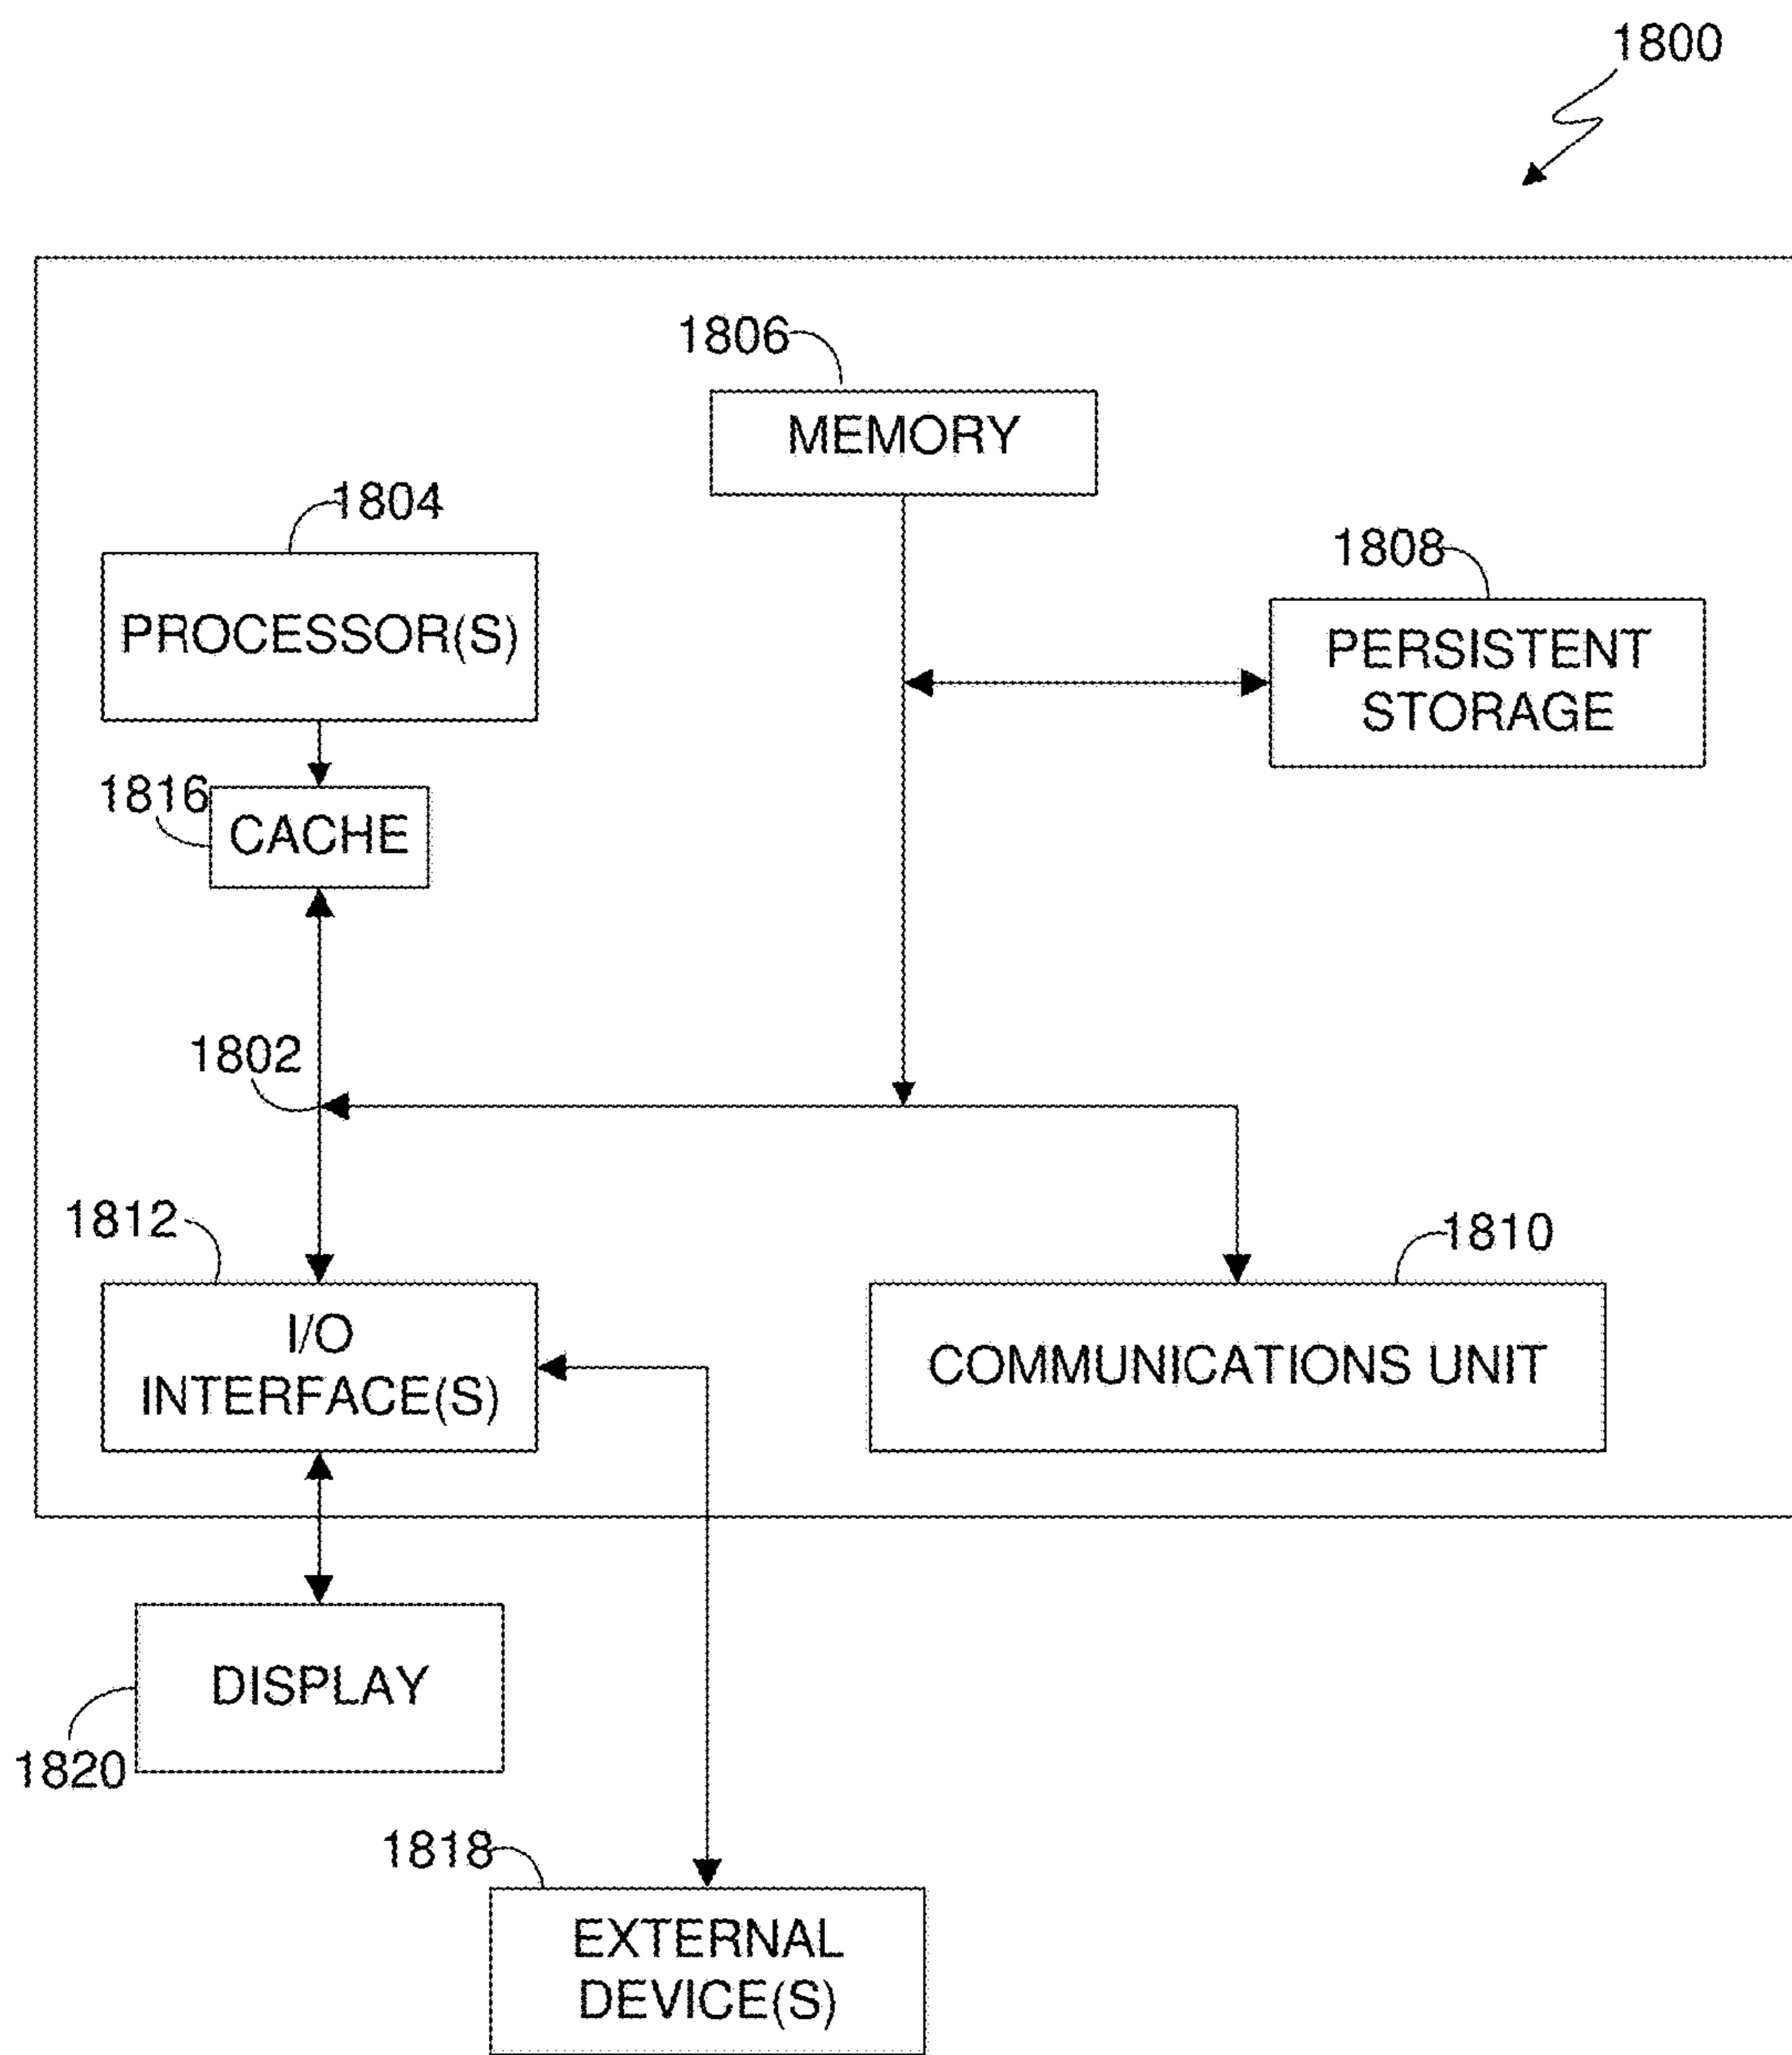 1800
1806
MEMORY
1804
PROCESSOR(S)
1808
PERSISTENT
STORAGE
1816
CACHE
1802
1812
I/O
INTERFACE(S)
1810
COMMUNICATIONS UNIT
DISPLAY
1820
1818
EXTERNAL
DEVICE(S)